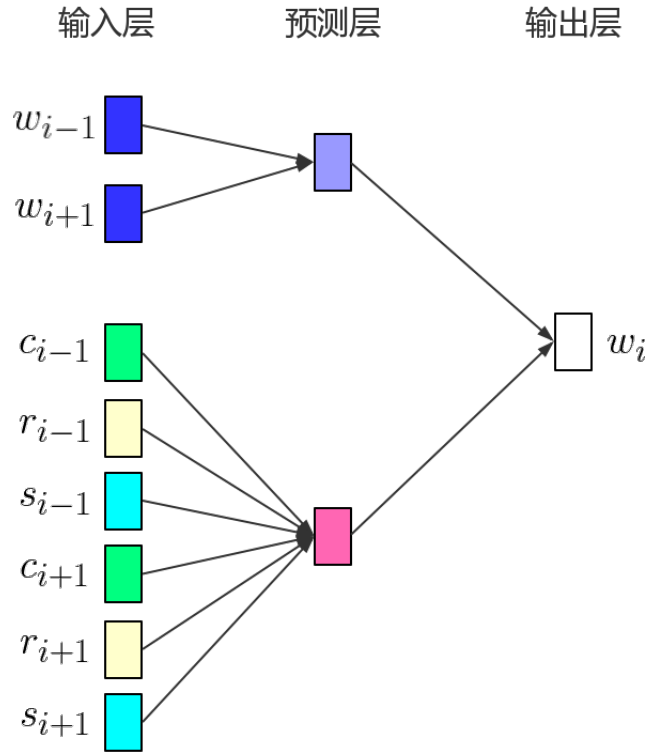 输入层 预测层 输出层
w_{i-1}
w_{i+1}
c_{i-1}
w_i
r_{i-1}
s_{i-1}
c_{i+1}
r_{i+1}
s_{i+1}